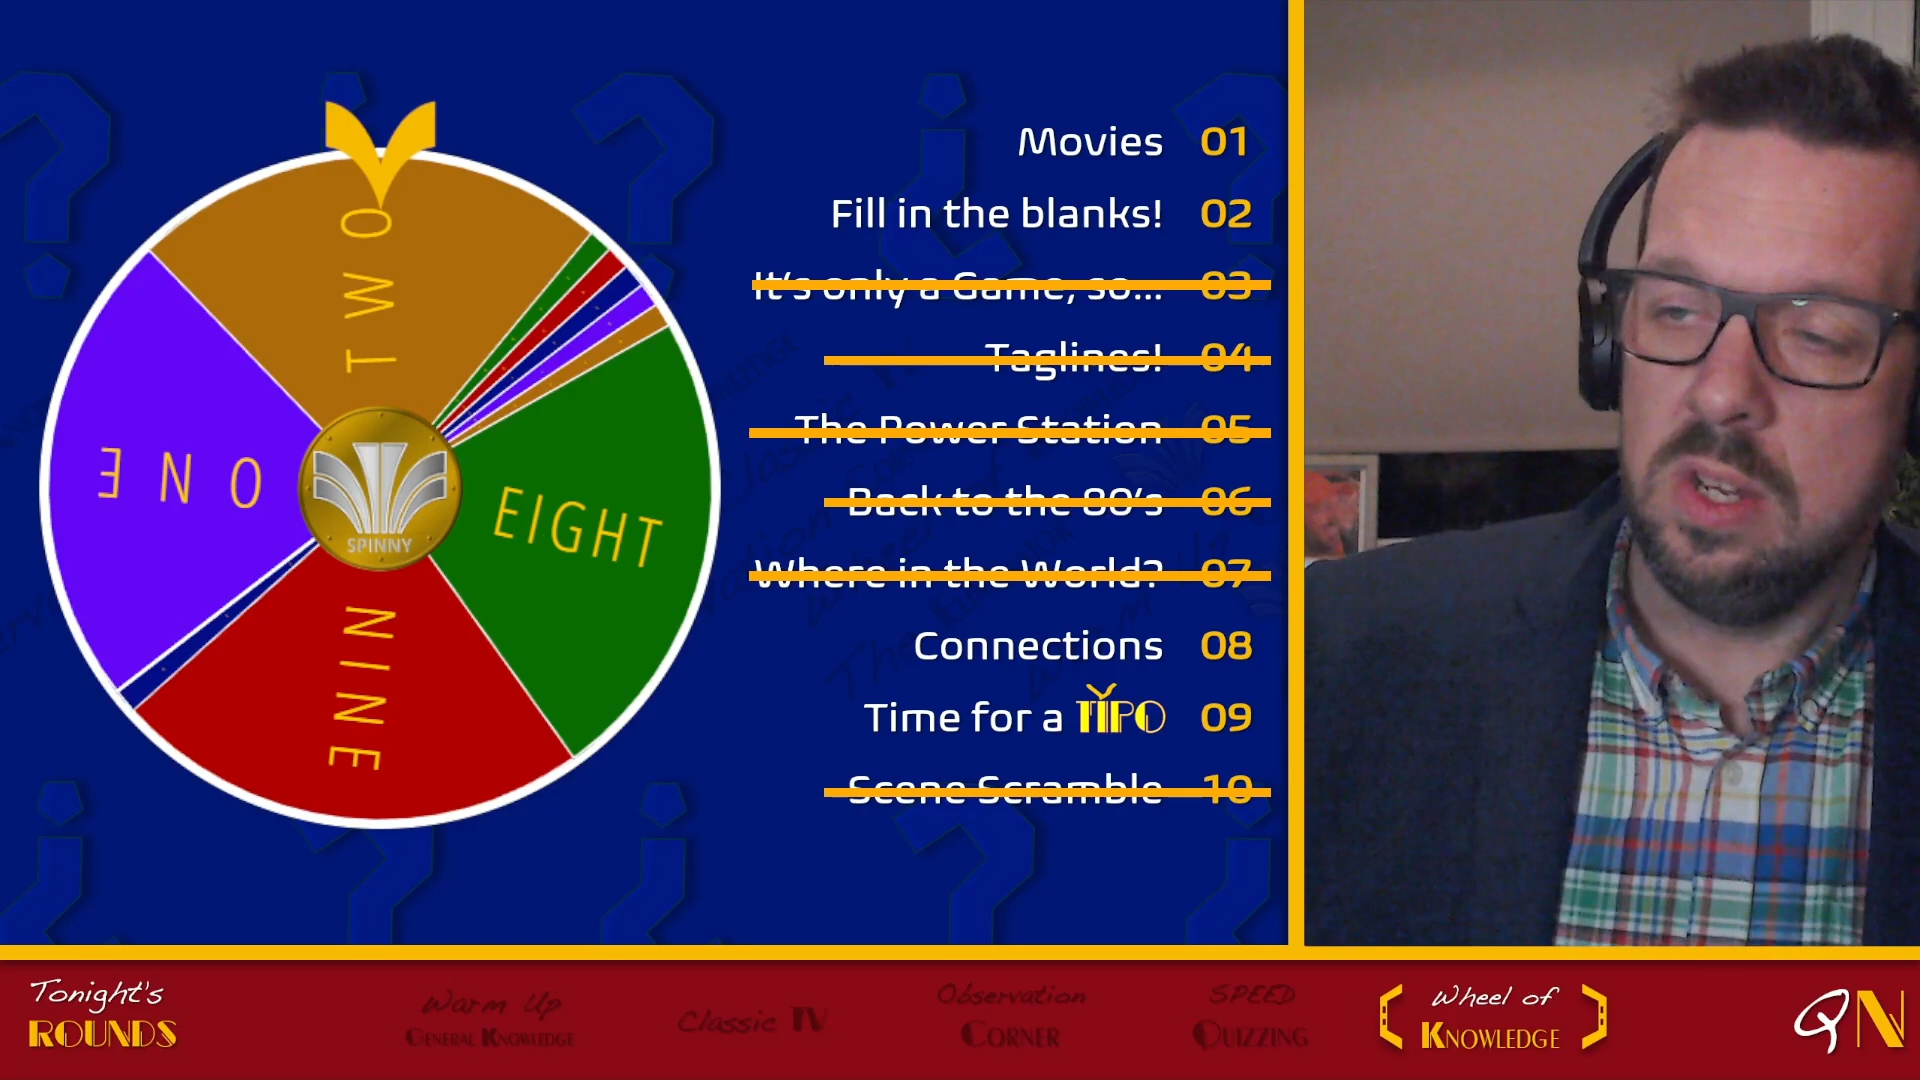 Movies 01
Fill in the blanks! 02
It's only a Game, so... 03
Taglines! 04
The Power Station 05
Back to the 80's 06
Where in the World? 07
Connections 08
Time for a TIPO 09
Scene Scramble 10
TWO
ONE
EIGHT
NINE
SPINNY
Tonight's
ROUNDS
Warm Up
GENERAL KNOWLEDGE
Classic TV
Observation
CORNER
SPEED
QUIZZING
Wheel of
KNOWLEDGE
QN